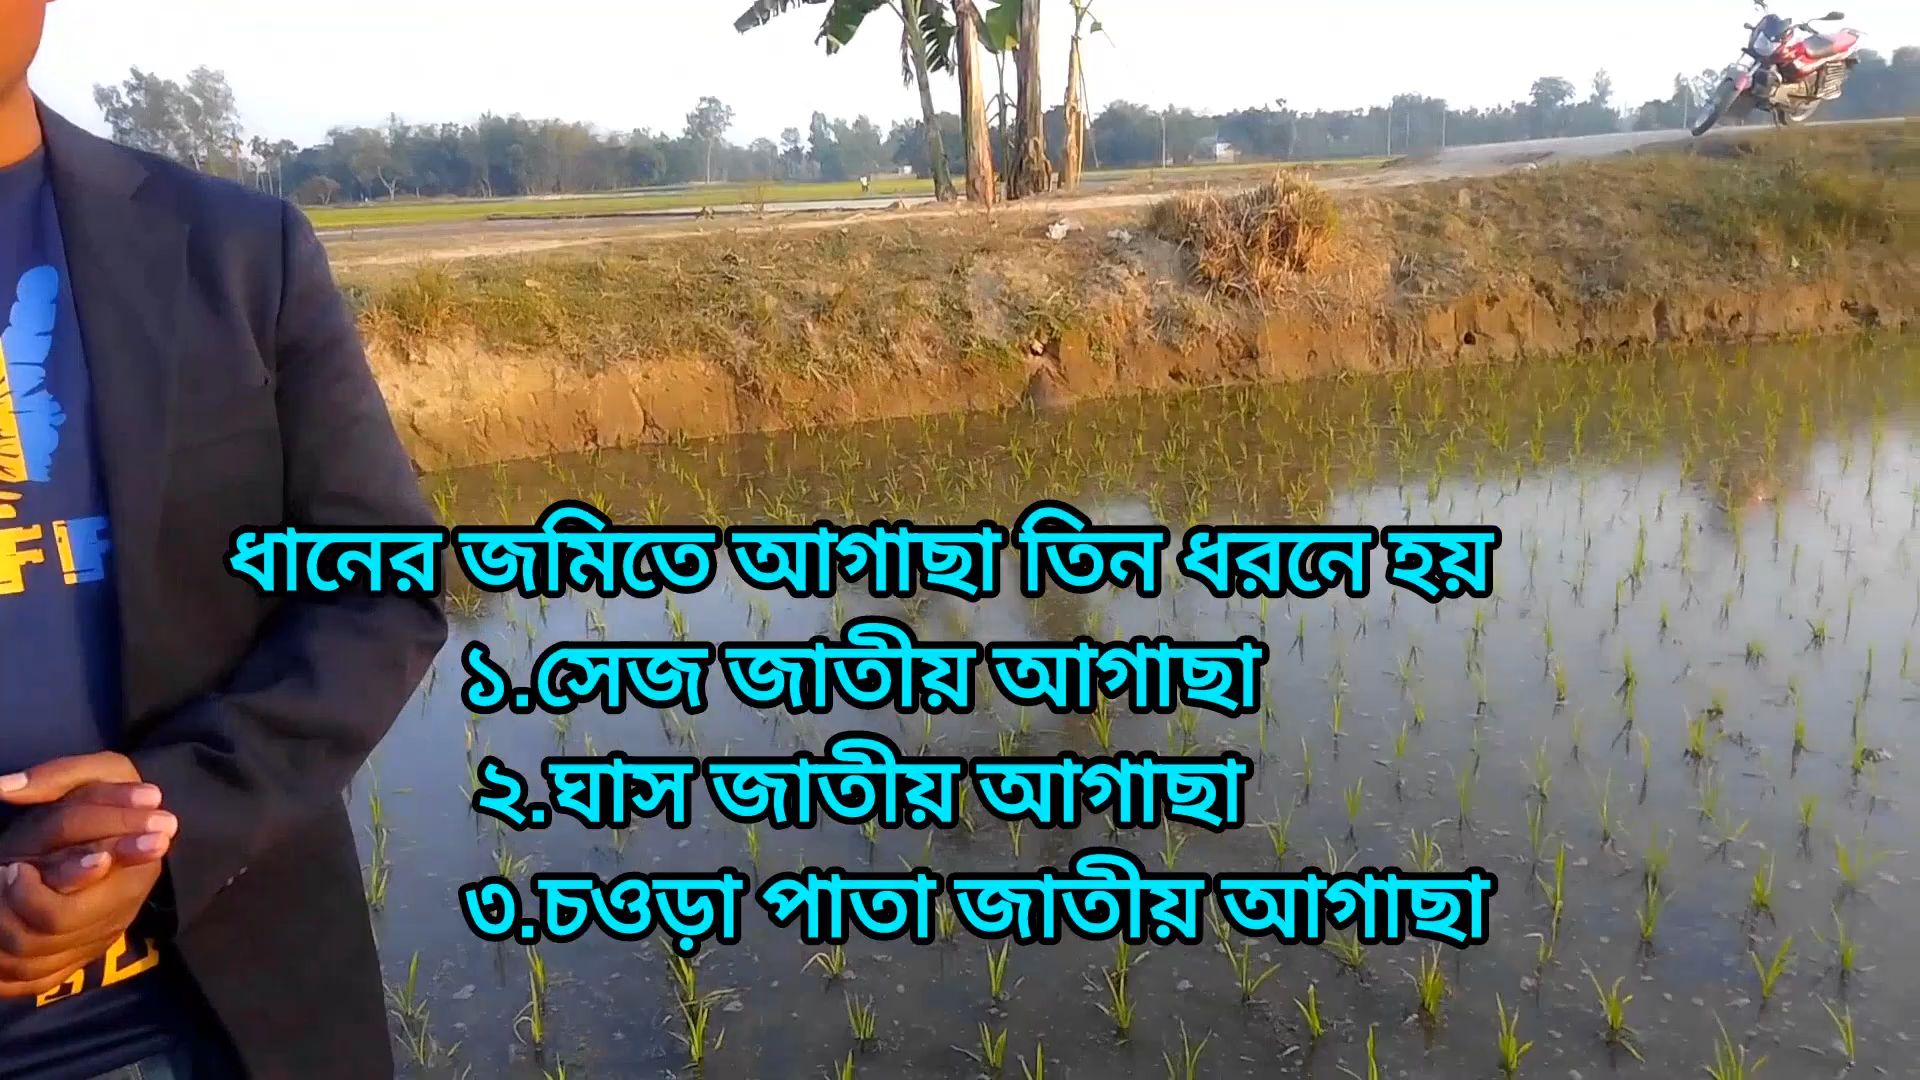 ধানের জমিতে আগাছা তিন ধরনে হয়
১.সেজ জাতীয় আগাছা
২.ঘাস জাতীয় আগাছা
৩.চওড়া পাতা জাতীয় আগাছা